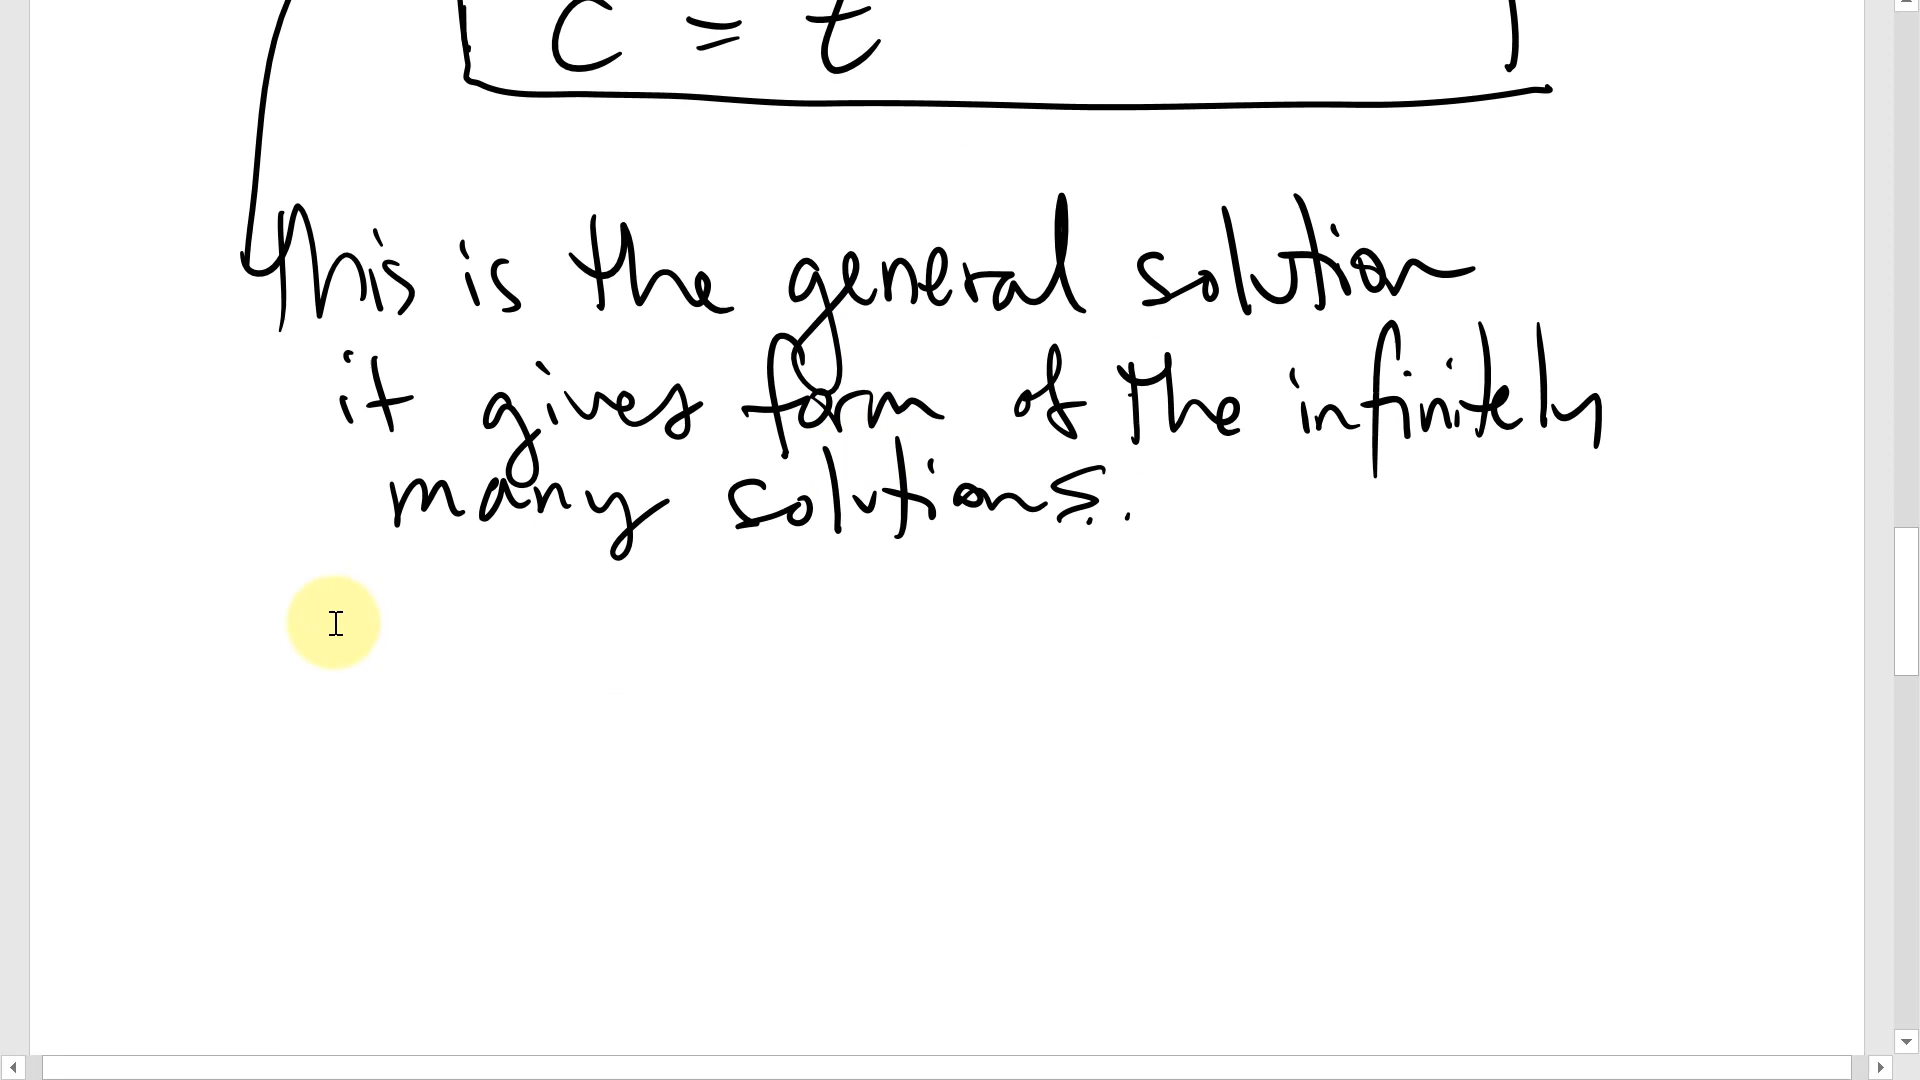 C = t
This is the general solution
it gives form of the infinitely
many solutions.